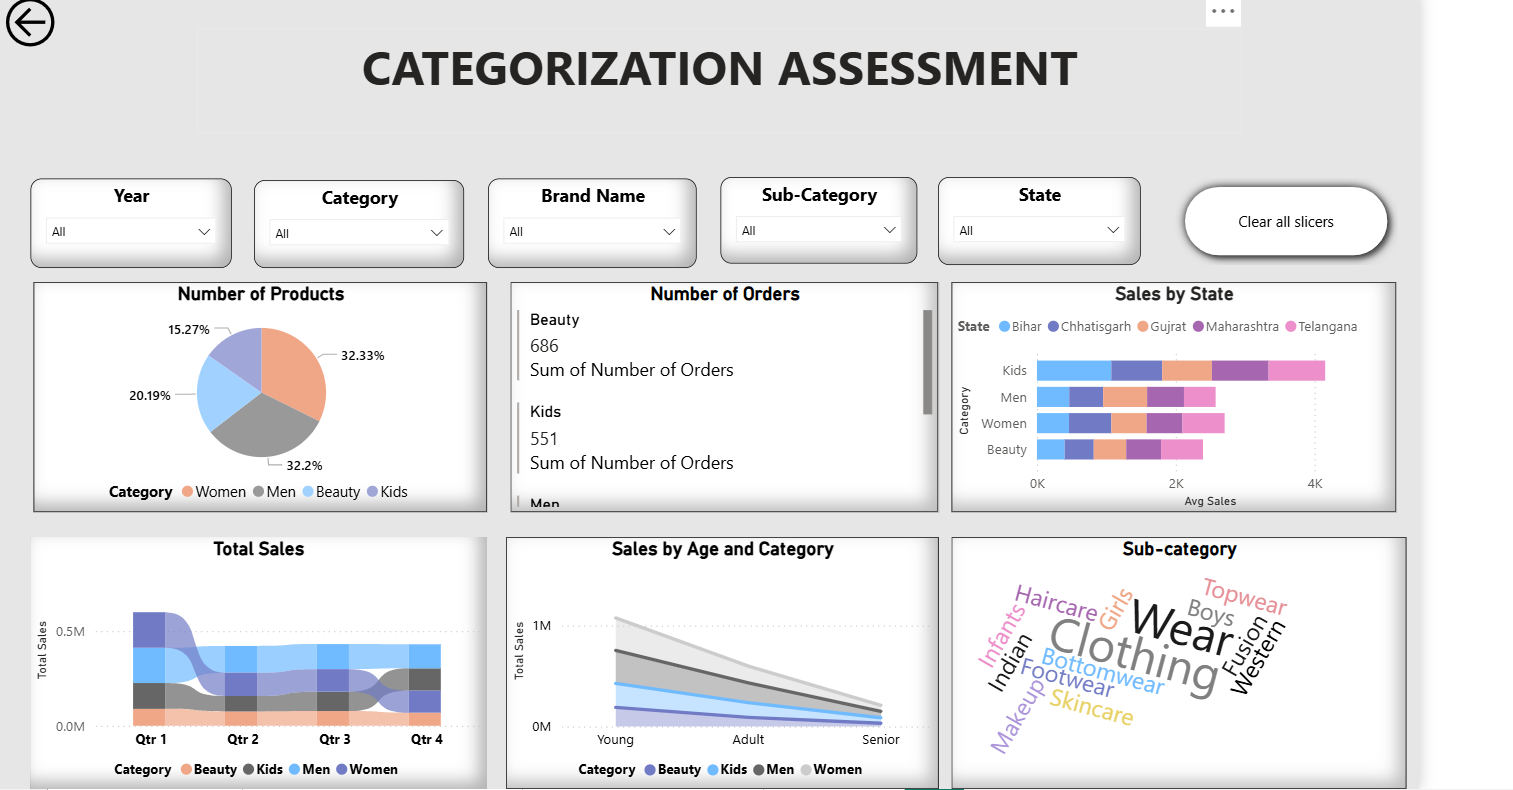 CATEGORIZATION ASSESSMENT
Year
All
Category
All
Brand Name
All
Sub-Category
All
State
All
Clear all slicers
Number of Products
15.27%
32.33%
20.19%
32.2%
Category Women Men Beauty Kids
Number of Orders
Beauty
686
Sum of Number of Orders
Kids
551
Sum of Number of Orders
Men
Sales by State
State Bihar Chhatisgarh Gujrat Maharashtra Telangana
Category
Kids
Men
Women
Beauty
0K 2K 4K
Avg Sales
Total Sales
Total Sales
0.5M
0.0M
Qtr 1 Qtr 2 Qtr 3 Qtr 4
Category Beauty Kids Men Women
Sales by Age and Category
Total Sales
1M
0M
Young Adult Senior
Category Beauty Kids Men Women
Sub-category
Haircare
Girls
Topwear
Boys
Wear
Infants
Clothing
Fusion
Western
Indian
Bottomwear
Footwear
Makeup
Skincare